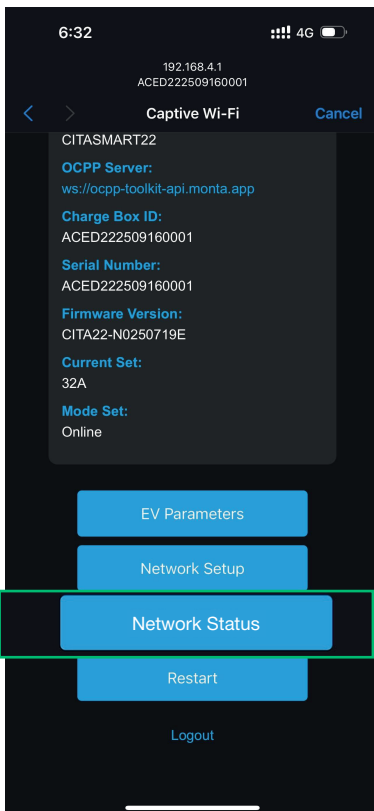 6:32
4G
192.168.4.1
ACED222509160001
Captive Wi-Fi
Cancel
CITASMART22
OCPP Server:
ws://ocpp-toolkit-api.monta.app
Charge Box ID:
ACED222509160001
Serial Number:
ACED222509160001
Firmware Version:
CITA22-N0250719E
Current Set:
32A
Mode Set:
Online
EV Parameters
Network Setup
Network Status
Restart
Logout